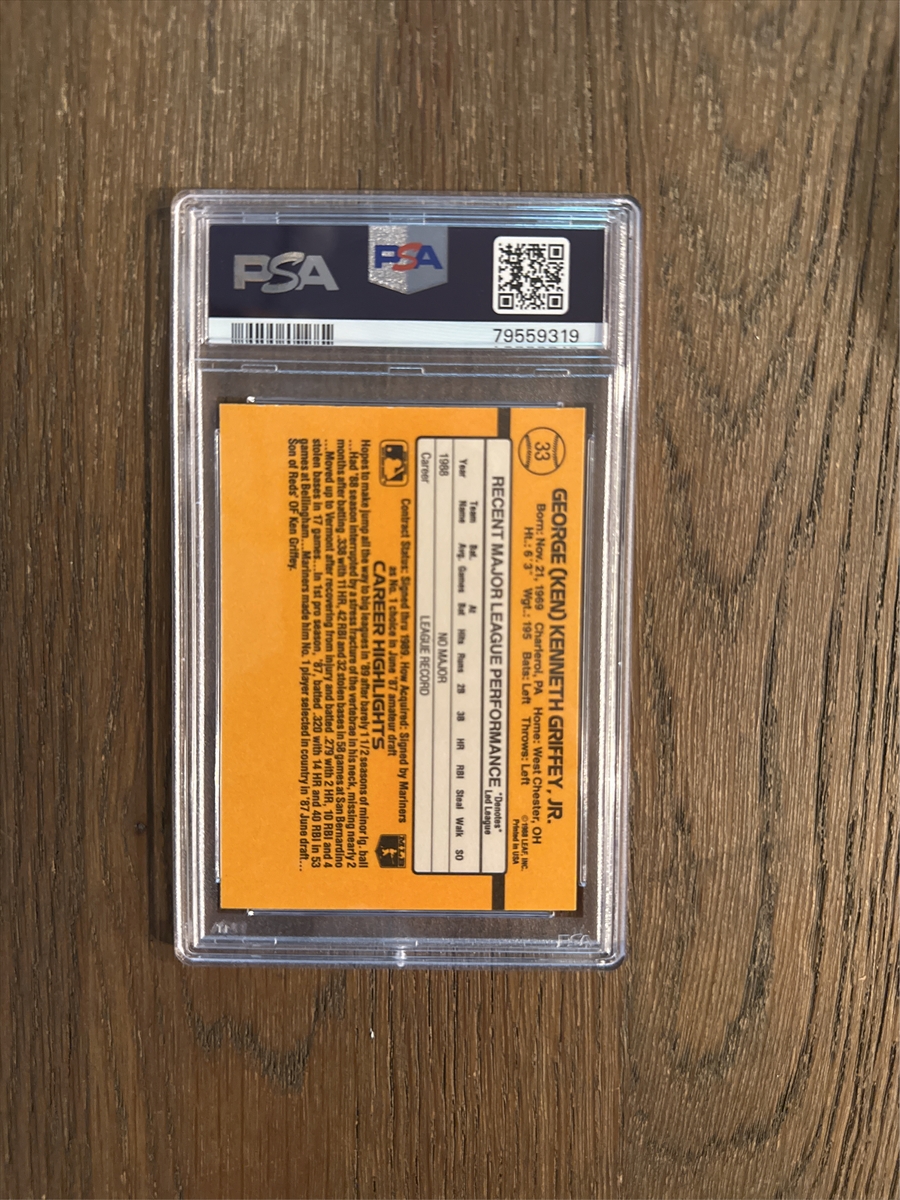 PSA
PSA
79559319
33
GEORGE (KEN) KENNETH GRIFFEY, JR.
Born: Nov. 21, 1969 Charleroi, PA Home: West Chester, OH
Ht.: 6'3" Wgt.: 195 Bats: Left Throws: Left
©1988 LEAF, INC.
Printed in USA
RECENT MAJOR LEAGUE PERFORMANCE
"Denotes"
Led League
Year Team Name Bat. Avg. Games At Bat Hits Runs 2B 3B HR RBI Steal Walk SO
1988 NO MAJOR
Career LEAGUE RECORD
Contract Status: Signed thru 1989. How Acquired: Signed by Mariners
as No. 1 choice in June '87 amateur draft
MLB
CAREER HIGHLIGHTS
Hopes to make jump all the way to big leagues in '89 after barely 1 1/2 seasons of minor lg. ball
...Had '88 season interrupted by a stress fracture of the vertebrae in his neck, missing nearly 2
months after batting .338 with 11 HR, 42 RBI and 32 stolen bases in 58 games at San Bernardino
...Moved up to Vermont after recovering from injury and batted .279 with 2 HR, 10 RBI and 4
stolen bases in 17 games...In 1st pro season, '87, batted .320 with 14 HR and 40 RBI in 53
games at Bellingham...Mariners made him No. 1 player selected in country in '87 June draft...
Son of Reds' OF Ken Griffey.
PSA